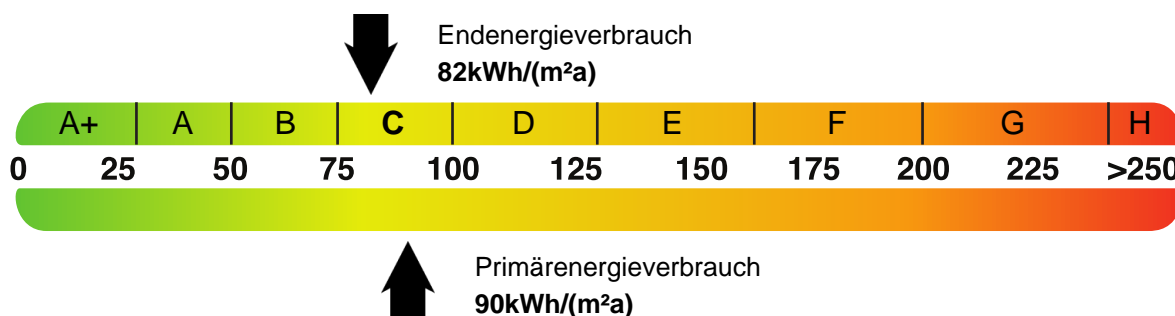 Endenergieverbrauch
82kWh/(m²a)
A+ A B C D E F G H
0 25 50 75 100 125 150 175 200 225 >250
Primärenergieverbrauch
90kWh/(m²a)